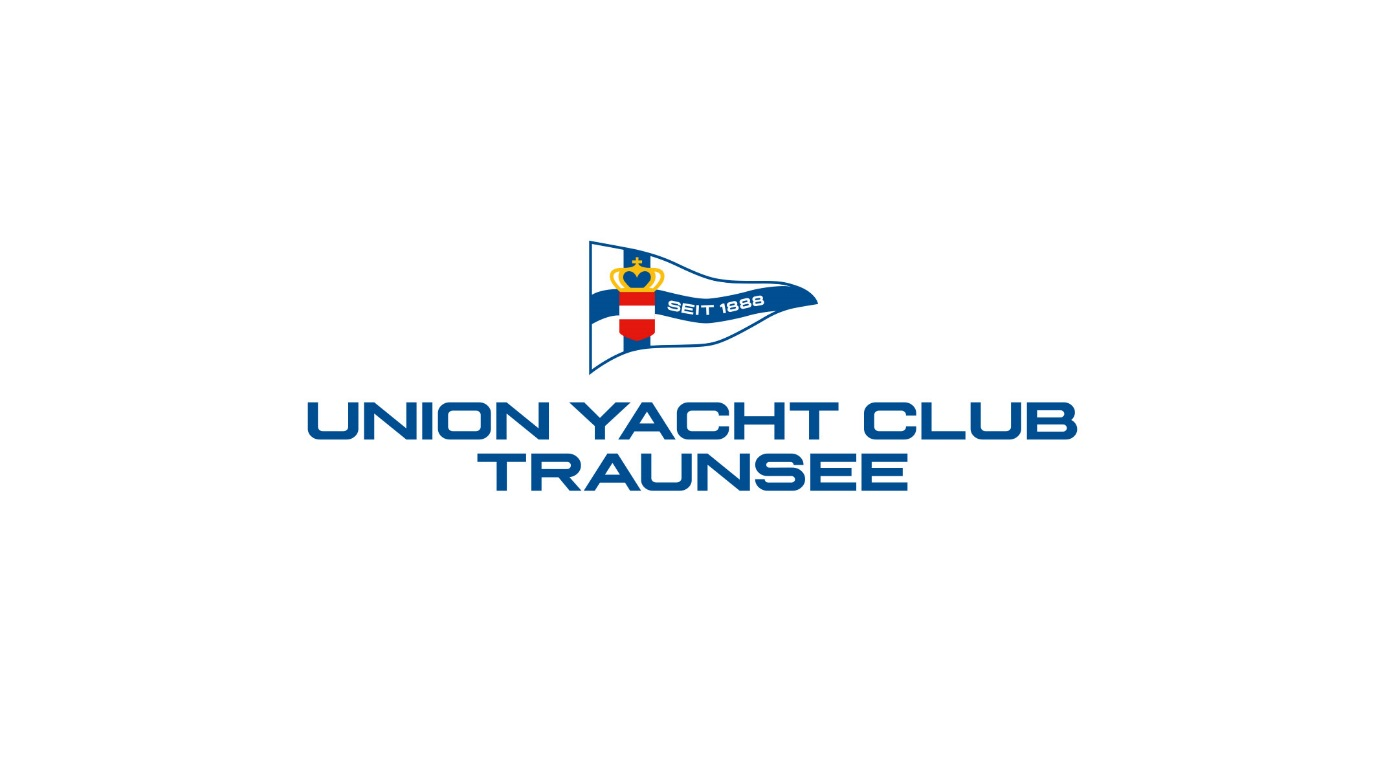 SEIT 1888
UNION YACHT CLUB
TRAUNSEE